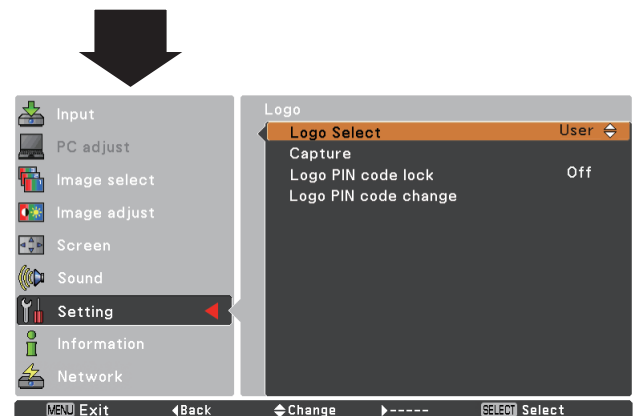 Input
PC adjust
Image select
Image adjust
Screen
Sound
Setting
Information
Network
Logo
Logo Select User
Capture
Logo PIN code lock Off
Logo PIN code change
MENU Exit Back Change ----- SELECT Select